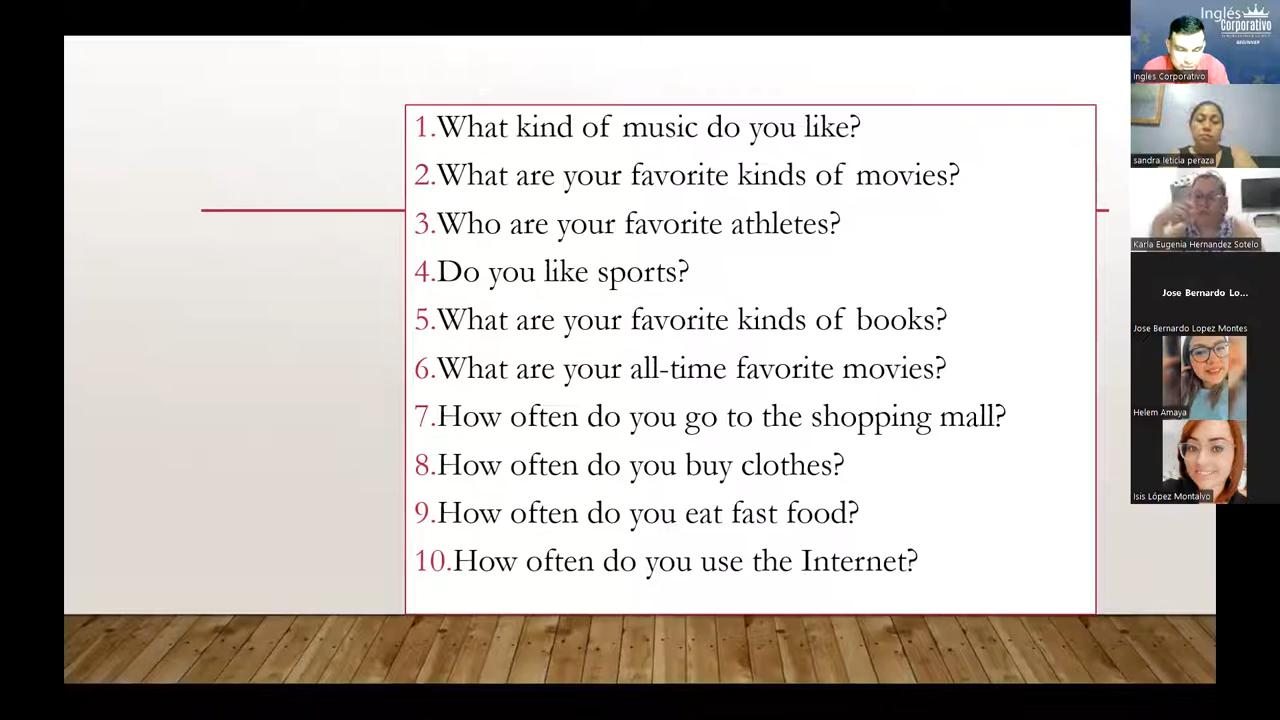 1.What kind of music do you like?
2.What are your favorite kinds of movies?
3.Who are your favorite athletes?
4.Do you like sports?
5.What are your favorite kinds of books?
6.What are your all-time favorite movies?
7.How often do you go to the shopping mall?
8.How often do you buy clothes?
9.How often do you eat fast food?
10.How often do you use the Internet?
Inglés
Corporativo
BEGINNER
Ingles Corporativo
sandra leticia peraza
Karla Eugenia Hernandez Sotelo
Jose Bernardo Lo...
Jose Bernardo Lopez Montes
Helem Amaya
Isis López Montalvo